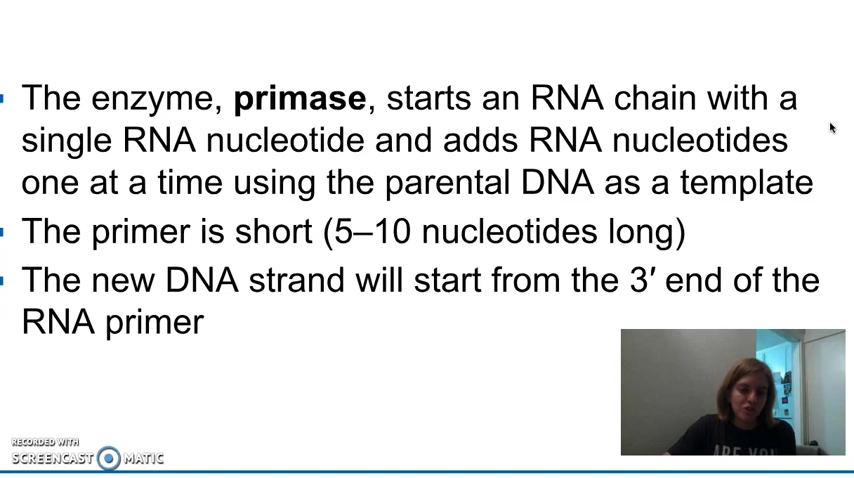 The enzyme, primase, starts an RNA chain with a
single RNA nucleotide and adds RNA nucleotides
one at a time using the parental DNA as a template
The primer is short (5–10 nucleotides long)
The new DNA strand will start from the 3′ end of the
RNA primer
ARE YOU
RECORDED WITH
SCREENCAST MATIC